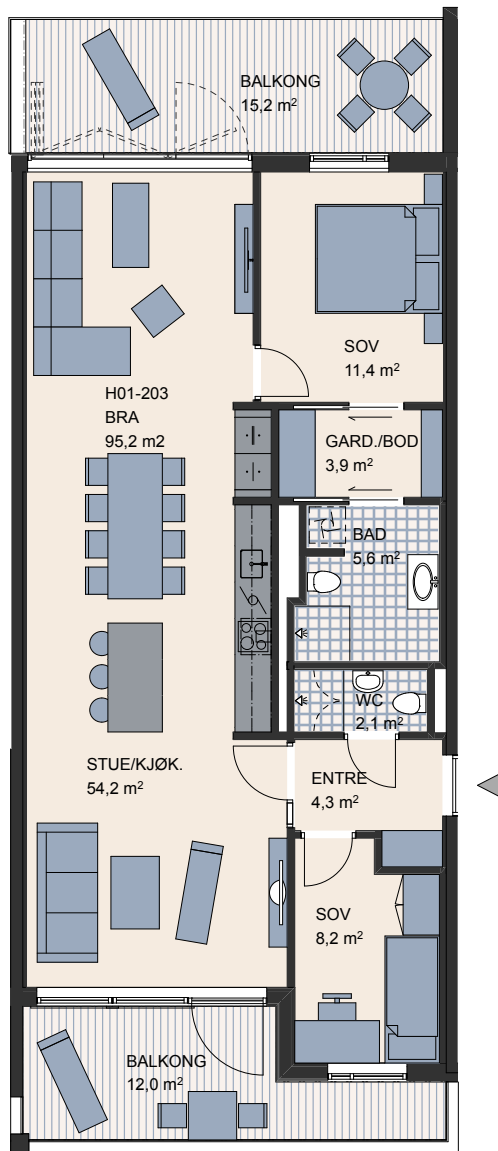 BALKONG
15,2 m²
SOV
11,4 m²
H01-203
BRA
95,2 m2
GARD./BOD
3,9 m²
BAD
5,6 m²
WC
2,1 m²
STUE/KJØK.
54,2 m²
ENTRE
4,3 m²
SOV
8,2 m²
BALKONG
12,0 m²